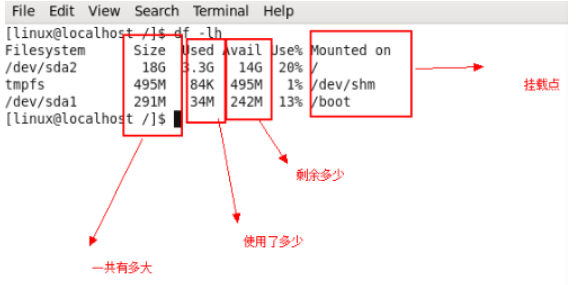 File Edit View Search Terminal Help
[linux@localhost /]$ df -lh
Filesystem Size Used Avail Use% Mounted on
/dev/sda2 18G 3.3G 14G 20% /
tmpfs 495M 84K 495M 1% /dev/shm
/dev/sda1 291M 34M 242M 13% /boot
[linux@localhost /]$
挂载点
剩余多少
使用了多少
一共有多大